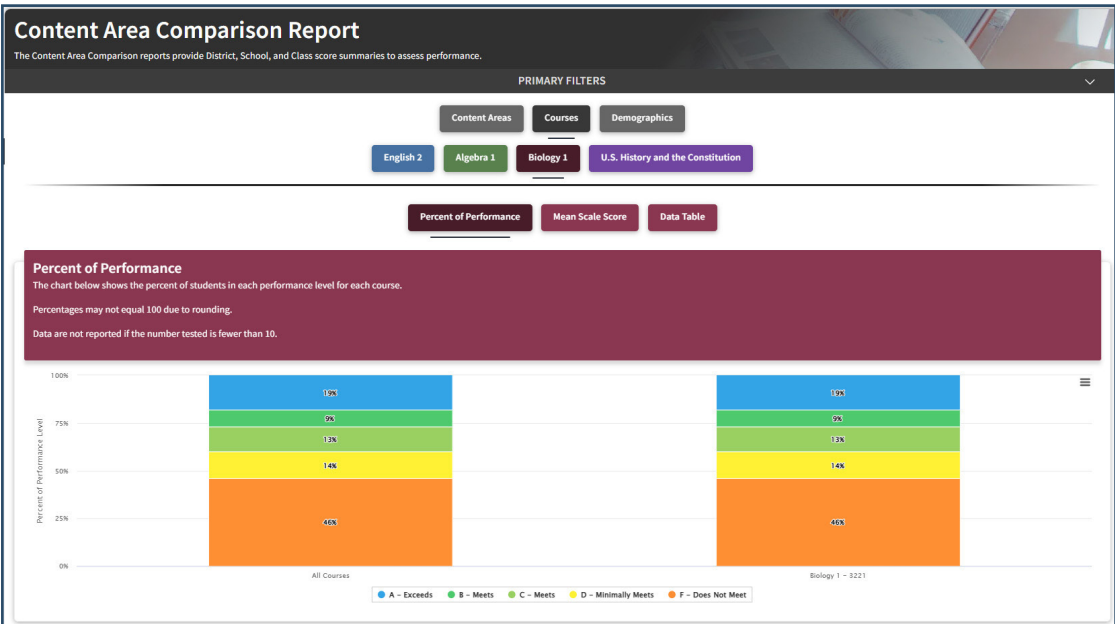 Content Area Comparison Report
The Content Area Comparison reports provide District, School, and Class score summaries to assess performance.
PRIMARY FILTERS
Content Areas
Courses
Demographics
English 2
Algebra 1
Biology 1
U.S. History and the Constitution
Percent of Performance
Mean Scale Score
Data Table
Percent of Performance
The chart below shows the percent of students in each performance level for each course.
Percentages may not equal 100 due to rounding.
Data are not reported if the number tested is fewer than 10.
Percent of Performance Level
100%
75%
50%
25%
0%
19%
9%
13%
14%
46%
19%
9%
13%
14%
46%
All Courses
Biology 1 - 3221
A - Exceeds
B - Meets
C - Meets
D - Minimally Meets
F - Does Not Meet